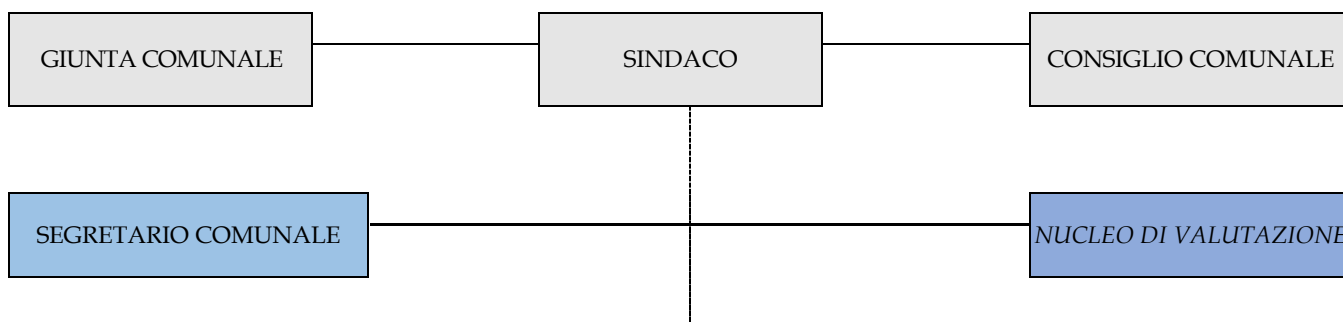 GIUNTA COMUNALE
SINDACO
CONSIGLIO COMUNALE
SEGRETARIO COMUNALE
NUCLEO DI VALUTAZIONE